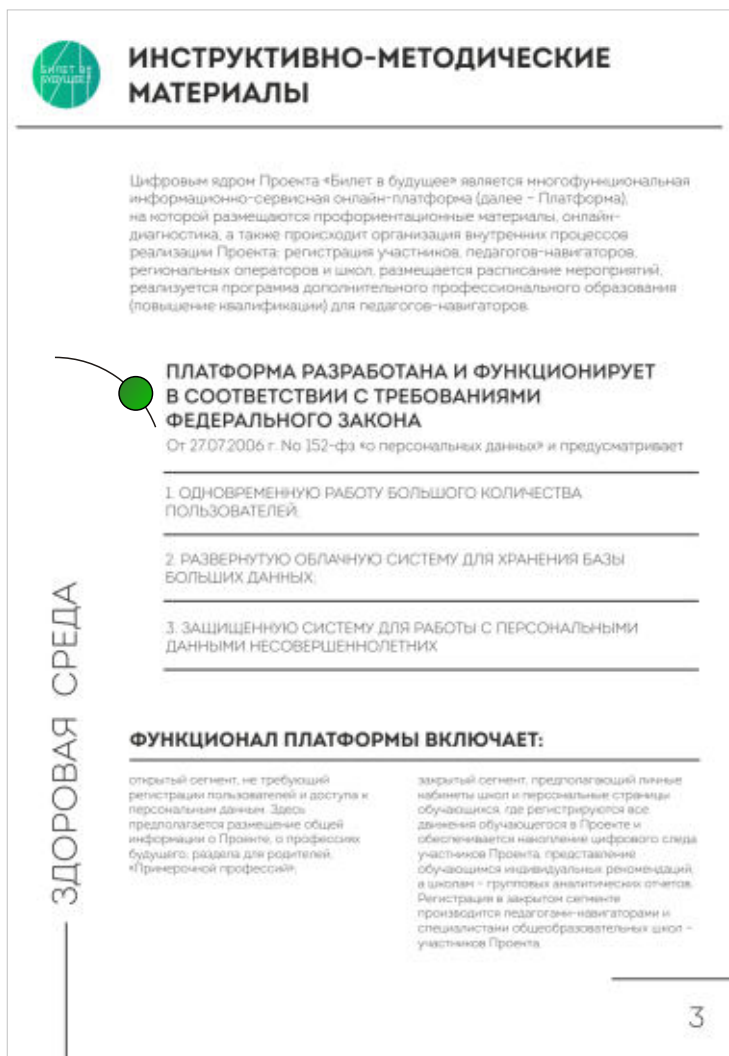 БИЛЕТ В
БУДУЩЕЕ
ИНСТРУКТИВНО-МЕТОДИЧЕСКИЕ
МАТЕРИАЛЫ
Цифровым ядром Проекта «Билет в будущее» является многофункциональная
информационно-сервисная онлайн-платформа (далее – Платформа),
на которой размещаются профориентационные материалы, онлайн-
диагностика, а также происходит организация внутренних процессов
реализации Проекта: регистрация участников, педагогов-навигаторов,
региональных операторов и школ, размещается расписание мероприятий,
реализуется программа дополнительного профессионального образования
(повышение квалификации) для педагогов-навигаторов.
ПЛАТФОРМА РАЗРАБОТАНА И ФУНКЦИОНИРУЕТ
В СООТВЕТСТВИИ С ТРЕБОВАНИЯМИ
ФЕДЕРАЛЬНОГО ЗАКОНА
От 27.07.2006 г. No 152-фз «о персональных данных» и предусматривает
1. ОДНОВРЕМЕННУЮ РАБОТУ БОЛЬШОГО КОЛИЧЕСТВА
ПОЛЬЗОВАТЕЛЕЙ;
2. РАЗВЕРНУТУЮ ОБЛАЧНУЮ СИСТЕМУ ДЛЯ ХРАНЕНИЯ БАЗЫ
БОЛЬШИХ ДАННЫХ;
3. ЗАЩИЩЕННУЮ СИСТЕМУ ДЛЯ РАБОТЫ С ПЕРСОНАЛЬНЫМИ
ДАННЫМИ НЕСОВЕРШЕННОЛЕТНИХ
ЗДОРОВАЯ СРЕДА
ФУНКЦИОНАЛ ПЛАТФОРМЫ ВКЛЮЧАЕТ:
открытый сегмент, не требующий
регистрации пользователей и доступа к
персональным данным. Здесь
предполагается размещение общей
информации о Проекте, о профессиях
будущего, раздела для родителей,
«Примерочной профессий».
закрытый сегмент, предполагающий личные
кабинеты школ и персональные страницы
обучающихся, где регистрируются все
движения обучающегося в Проекте и
обеспечивается накопление цифрового следа
участников Проекта, представление
обучающимся индивидуальных рекомендаций,
а школам – групповых аналитических отчетов.
Регистрация в закрытом сегменте
производится педагогами-навигаторами и
специалистами общеобразовательных школ –
участников Проекта.
3